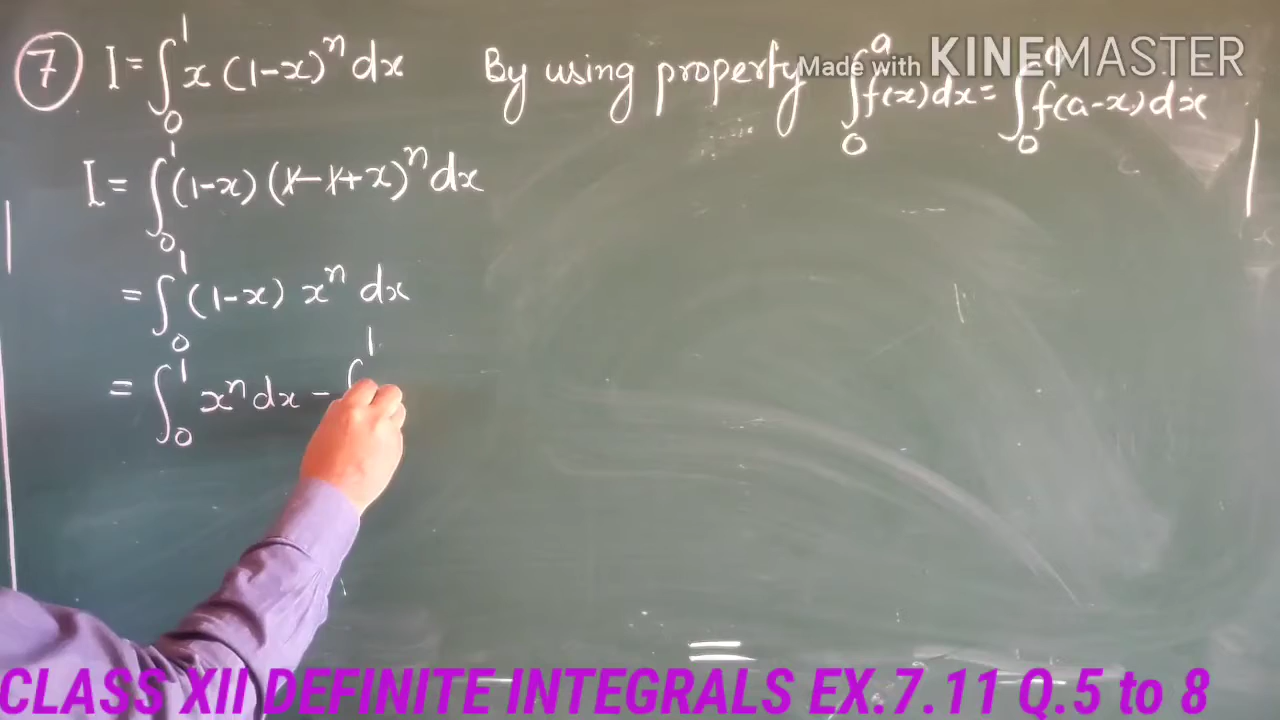 7 I = ∫₀¹ x (1-x)ⁿ dx By using property ∫₀ᵃ f(x) dx = ∫₀ᵃ f(a-x) dx
Made with KINEMASTER
I = ∫₀¹ (1-x) (1-1+x)ⁿ dx
= ∫₀¹ (1-x) xⁿ dx
= ∫₀¹ xⁿ dx - ∫¹
CLASS XII DEFINITE INTEGRALS EX.7.11 Q.5 to 8